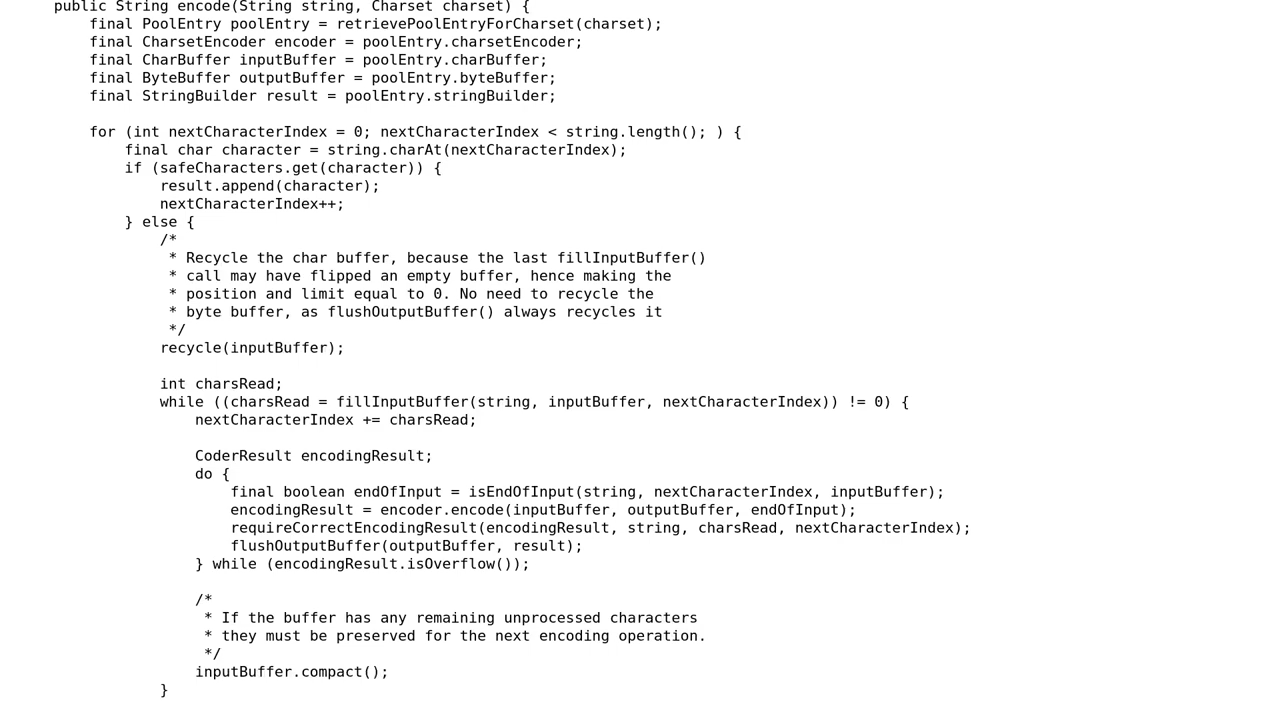 public String encode(String string, Charset charset) {
    final PoolEntry poolEntry = retrievePoolEntryForCharset(charset);
    final CharsetEncoder encoder = poolEntry.charsetEncoder;
    final CharBuffer inputBuffer = poolEntry.charBuffer;
    final ByteBuffer outputBuffer = poolEntry.byteBuffer;
    final StringBuilder result = poolEntry.stringBuilder;

    for (int nextCharacterIndex = 0; nextCharacterIndex < string.length(); ) {
        final char character = string.charAt(nextCharacterIndex);
        if (safeCharacters.get(character)) {
            result.append(character);
            nextCharacterIndex++;
        } else {
            /*
             * Recycle the char buffer, because the last fillInputBuffer()
             * call may have flipped an empty buffer, hence making the
             * position and limit equal to 0. No need to recycle the
             * byte buffer, as flushOutputBuffer() always recycles it
             */
            recycle(inputBuffer);

            int charsRead;
            while ((charsRead = fillInputBuffer(string, inputBuffer, nextCharacterIndex)) != 0) {
                nextCharacterIndex += charsRead;

                CoderResult encodingResult;
                do {
                    final boolean endOfInput = isEndOfInput(string, nextCharacterIndex, inputBuffer);
                    encodingResult = encoder.encode(inputBuffer, outputBuffer, endOfInput);
                    requireCorrectEncodingResult(encodingResult, string, charsRead, nextCharacterIndex);
                    flushOutputBuffer(outputBuffer, result);
                } while (encodingResult.isOverflow());

                /*
                 * If the buffer has any remaining unprocessed characters
                 * they must be preserved for the next encoding operation.
                 */
                inputBuffer.compact();
            }